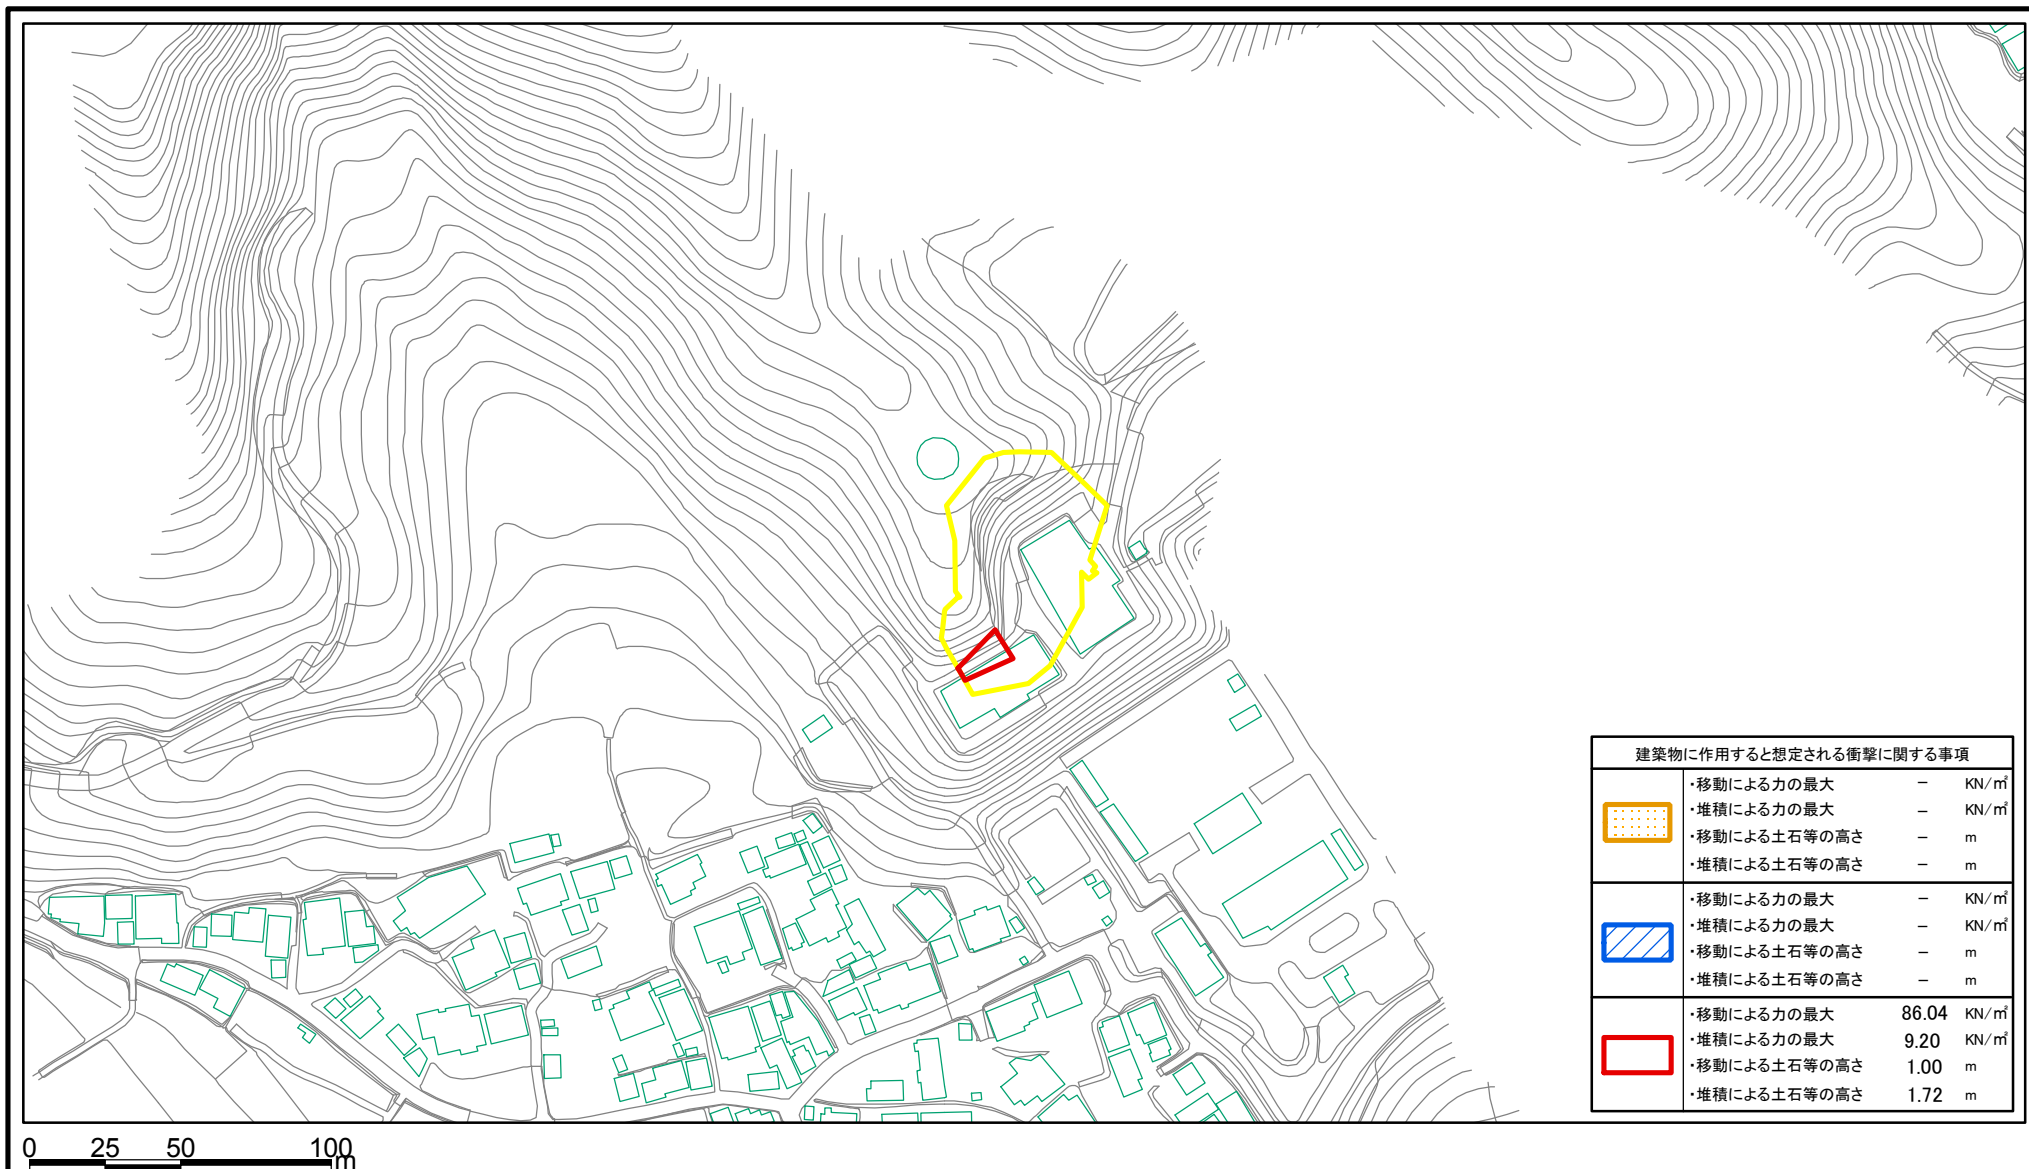 建築物に作用すると想定される衝撃に関する事項
・移動による力の最大 － KN/㎡
・堆積による力の最大 － KN/㎡
・移動による土石等の高さ － m
・堆積による土石等の高さ － m
・移動による力の最大 － KN/㎡
・堆積による力の最大 － KN/㎡
・移動による土石等の高さ － m
・堆積による土石等の高さ － m
・移動による力の最大 86.04 KN/㎡
・堆積による力の最大 9.20 KN/㎡
・移動による土石等の高さ 1.00 m
・堆積による土石等の高さ 1.72 m
0 25 50 100
m